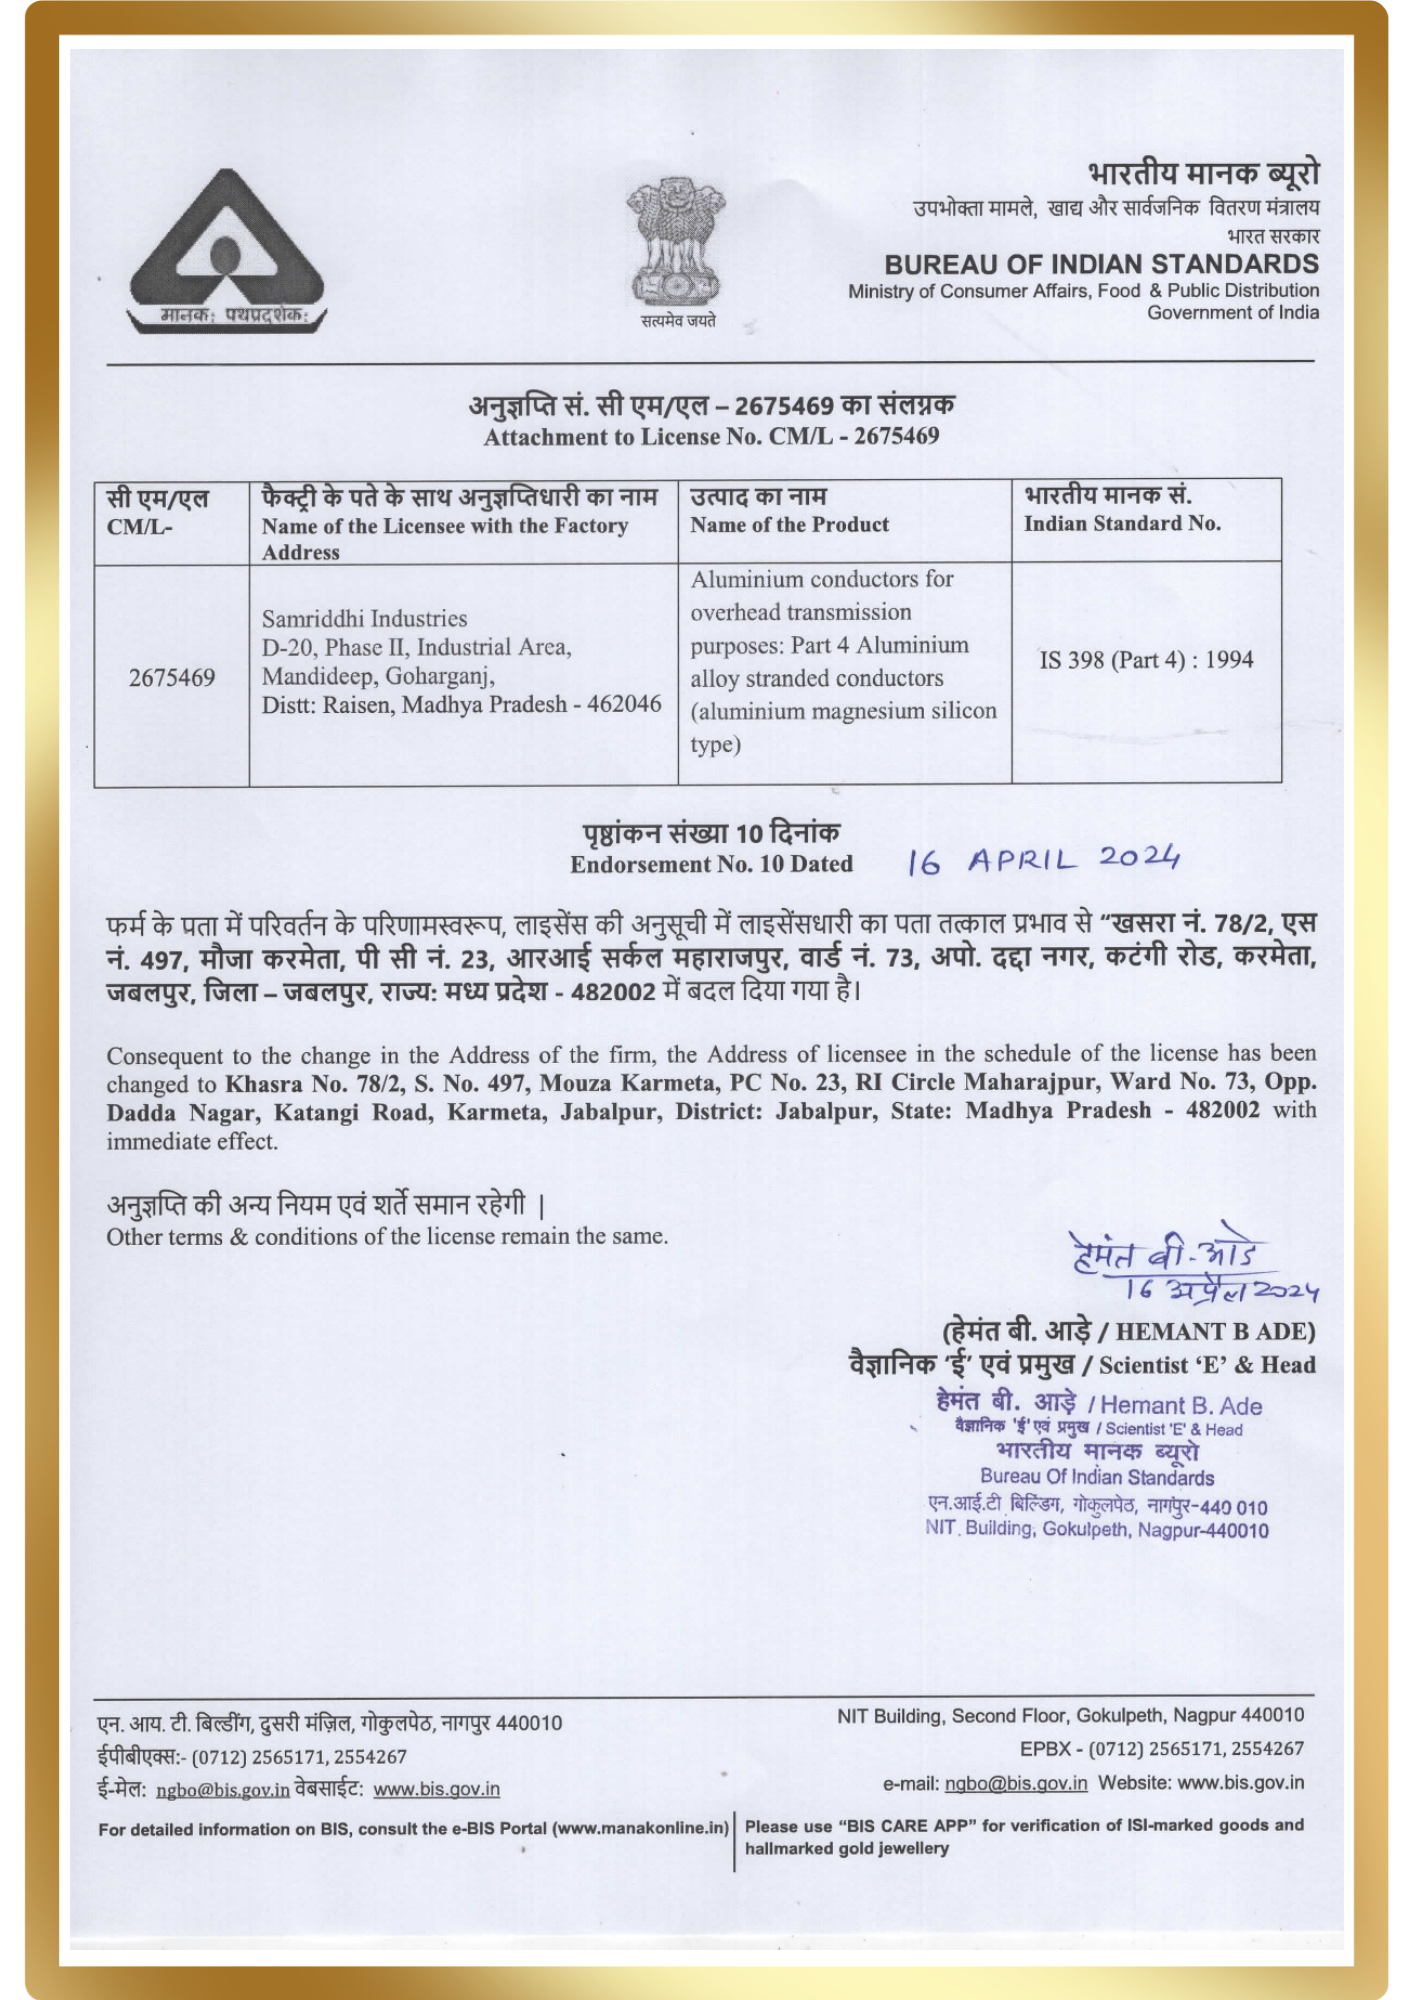 मानकः पथप्रदर्शकः
सत्यमेव जयते
भारतीय मानक ब्यूरो
उपभोक्ता मामले, खाद्य और सार्वजनिक वितरण मंत्रालय
भारत सरकार
BUREAU OF INDIAN STANDARDS
Ministry of Consumer Affairs, Food & Public Distribution
Government of India
अनुज्ञप्ति सं. सी एम/एल – 2675469 का संलग्नक
Attachment to License No. CM/L - 2675469
सी एम/एल
CM/L-
फैक्ट्री के पते के साथ अनुज्ञप्तिधारी का नाम
Name of the Licensee with the Factory
Address
उत्पाद का नाम
Name of the Product
भारतीय मानक सं.
Indian Standard No.
2675469
Samriddhi Industries
D-20, Phase II, Industrial Area,
Mandideep, Goharganj,
Distt: Raisen, Madhya Pradesh - 462046
Aluminium conductors for
overhead transmission
purposes: Part 4 Aluminium
alloy stranded conductors
(aluminium magnesium silicon
type)
IS 398 (Part 4) : 1994
पृष्ठांकन संख्या 10 दिनांक
Endorsement No. 10 Dated 16 APRIL 2024
फर्म के पता में परिवर्तन के परिणामस्वरूप, लाइसेंस की अनुसूची में लाइसेंसधारी का पता तत्काल प्रभाव से “खसरा नं. 78/2, एस
नं. 497, मौजा करमेता, पी सी नं. 23, आरआई सर्कल महाराजपुर, वार्ड नं. 73, अपो. दद्दा नगर, कटंगी रोड, करमेता,
जबलपुर, जिला – जबलपुर, राज्य: मध्य प्रदेश - 482002 में बदल दिया गया है।
Consequent to the change in the Address of the firm, the Address of licensee in the schedule of the license has been
changed to Khasra No. 78/2, S. No. 497, Mouza Karmeta, PC No. 23, RI Circle Maharajpur, Ward No. 73, Opp.
Dadda Nagar, Katangi Road, Karmeta, Jabalpur, District: Jabalpur, State: Madhya Pradesh - 482002 with
immediate effect.
अनुज्ञप्ति की अन्य नियम एवं शर्ते समान रहेगी |
Other terms & conditions of the license remain the same.
हेमंत बी. आडे
16 अप्रैल 2024
(हेमंत बी. आड़े / HEMANT B ADE)
वैज्ञानिक ‘ई’ एवं प्रमुख / Scientist ‘E’ & Head
हेमंत बी. आड़े / Hemant B. Ade
वैज्ञानिक 'ई' एवं प्रमुख / Scientist 'E' & Head
भारतीय मानक ब्यूरो
Bureau Of Indian Standards
एन.आई.टी बिल्डिंग, गोकुलपेठ, नागपुर-440 010
NIT. Building, Gokulpeth, Nagpur-440010
एन. आय. टी. बिल्डींग, दुसरी मंज़िल, गोकुलपेठ, नागपुर 440010
ईपीबीएक्स:- (0712) 2565171, 2554267
ई-मेल: ngbo@bis.gov.in वेबसाईट: www.bis.gov.in
NIT Building, Second Floor, Gokulpeth, Nagpur 440010
EPBX - (0712) 2565171, 2554267
e-mail: ngbo@bis.gov.in Website: www.bis.gov.in
For detailed information on BIS, consult the e-BIS Portal (www.manakonline.in)
Please use “BIS CARE APP” for verification of ISI-marked goods and
hallmarked gold jewellery